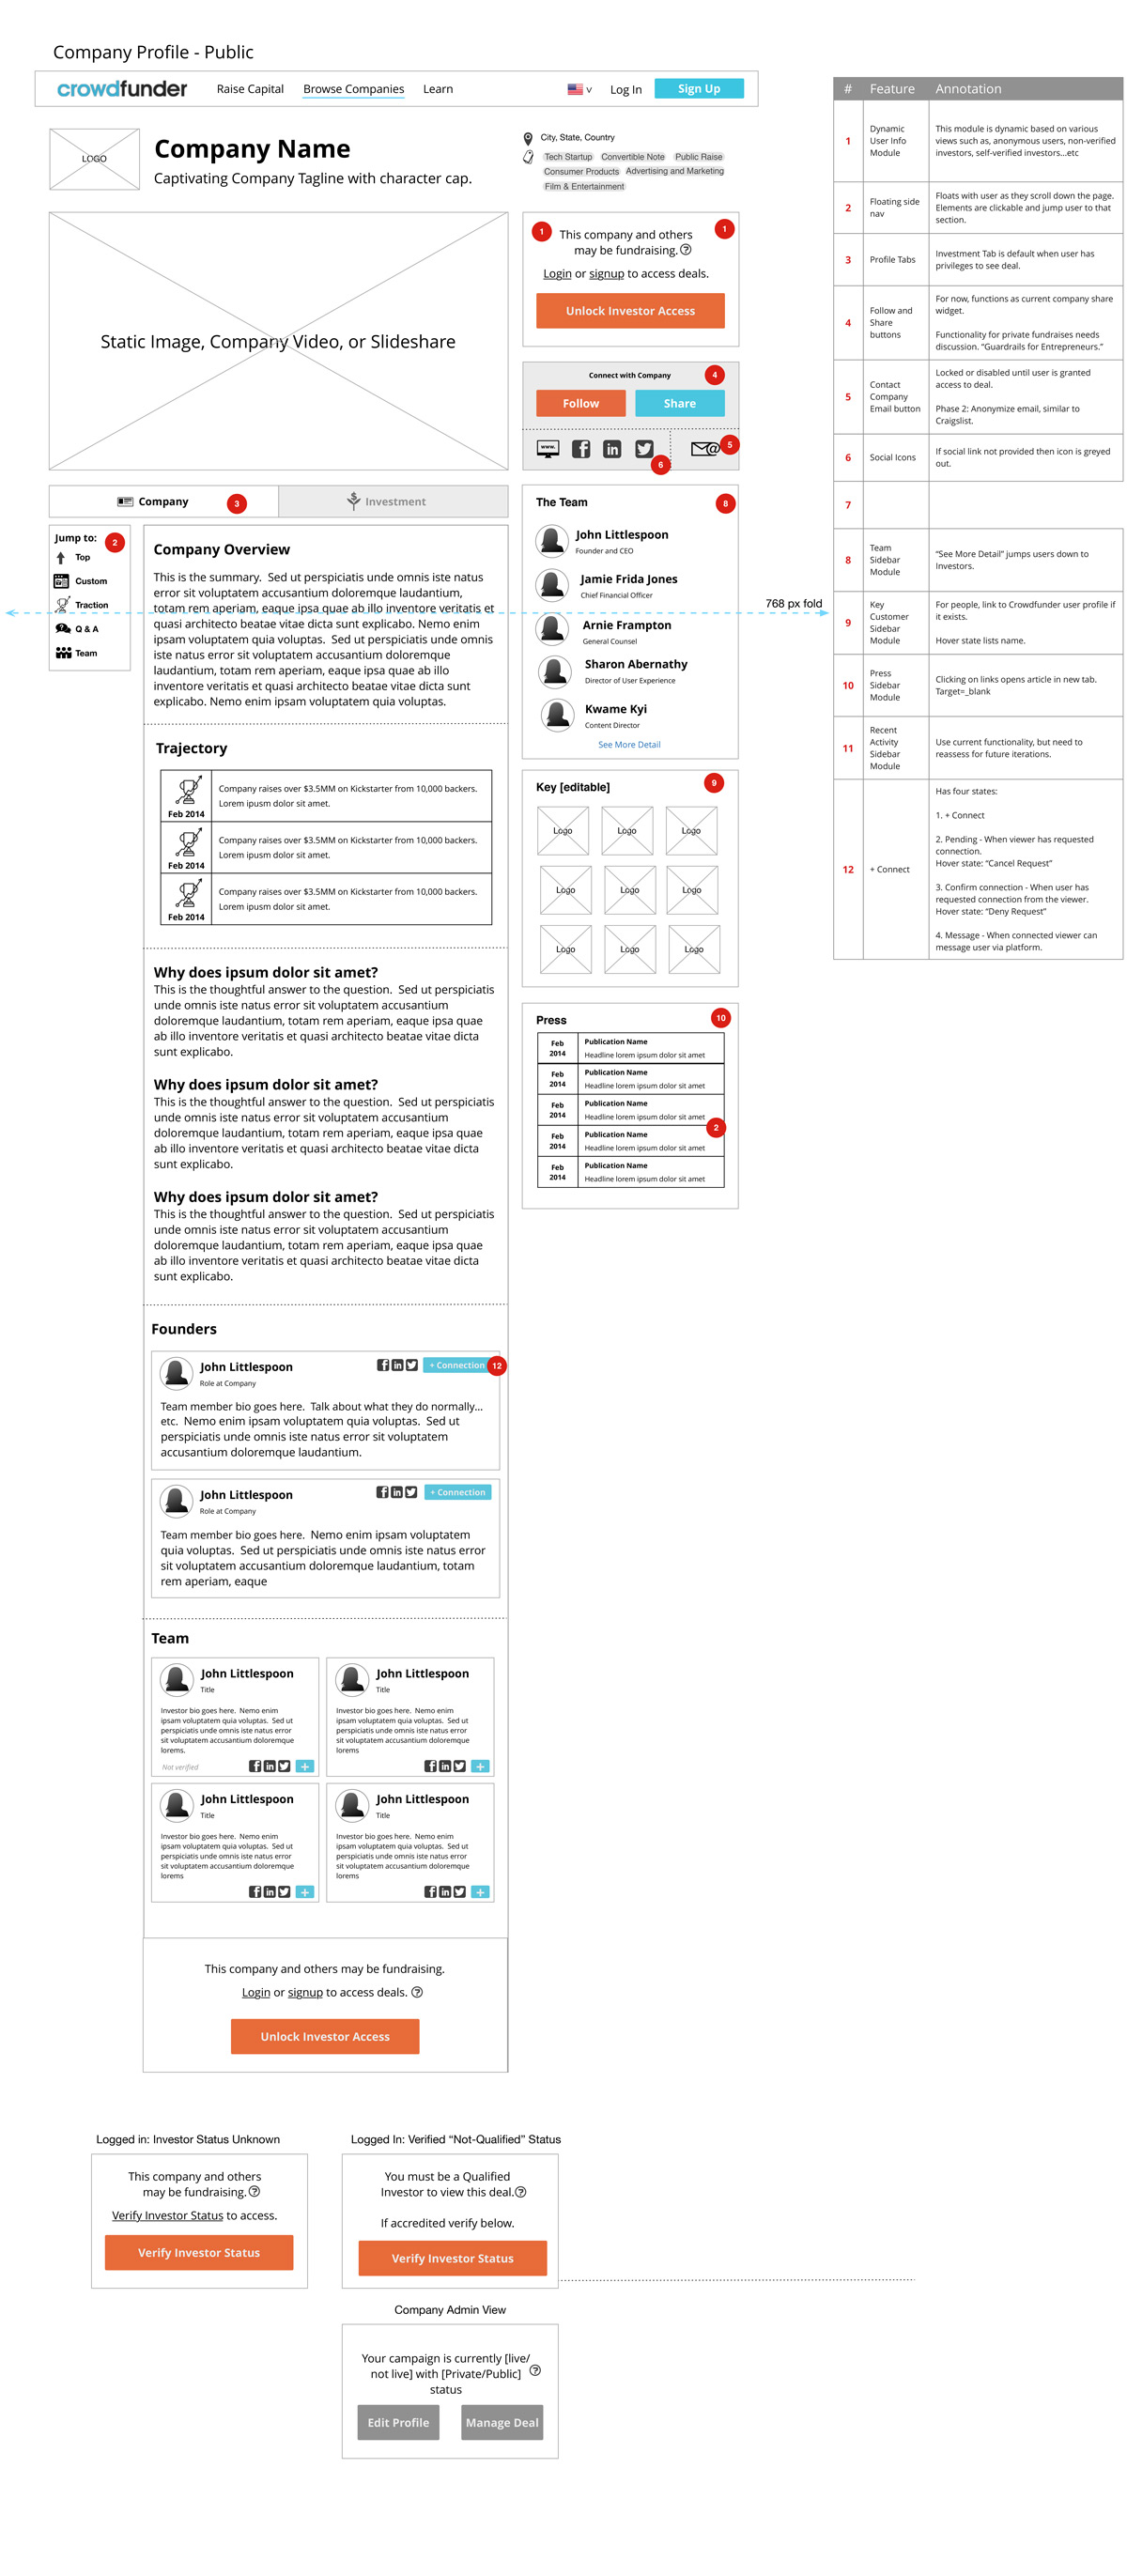 Company Profile - Public
crowdfunder
Raise Capital
Browse Companies
Learn
v
Log In
Sign Up
LOGO
Company Name
Captivating Company Tagline with character cap.
City, State, Country
Tech Startup
Convertible Note
Public Raise
Consumer Products
Advertising and Marketing
Film & Entertainment
Static Image, Company Video, or Slideshare
1
This company and others
1
may be fundraising. ?
Login or signup to access deals.
Unlock Investor Access
Connect with Company
4
Follow
Share
www.
5
6
Company
3
Investment
Jump to:
2
Top
Custom
Traction
Q & A
Team
Company Overview
This is the summary. Sed ut perspiciatis unde omnis iste natus
error sit voluptatem accusantium doloremque laudantium,
totam rem aperiam, eaque ipsa quae ab illo inventore veritatis et
quasi architecto beatae vitae dicta sunt explicabo. Nemo enim
ipsam voluptatem quia voluptas. Sed ut perspiciatis unde omnis
iste natus error sit voluptatem accusantium doloremque
laudantium, totam rem aperiam, eaque ipsa quae ab illo
inventore veritatis et quasi architecto beatae vitae dicta sunt
explicabo. Nemo enim ipsam voluptatem quia voluptas.
768 px fold
Trajectory
Feb 2014
Company raises over $3.5MM on Kickstarter from 10,000 backers.
Lorem ipusm dolor sit amet.
Feb 2014
Company raises over $3.5MM on Kickstarter from 10,000 backers.
Lorem ipusm dolor sit amet.
Feb 2014
Company raises over $3.5MM on Kickstarter from 10,000 backers.
Lorem ipusm dolor sit amet.
Why does ipsum dolor sit amet?
This is the thoughtful answer to the question. Sed ut perspiciatis
unde omnis iste natus error sit voluptatem accusantium
doloremque laudantium, totam rem aperiam, eaque ipsa quae
ab illo inventore veritatis et quasi architecto beatae vitae dicta
sunt explicabo.
Why does ipsum dolor sit amet?
This is the thoughtful answer to the question. Sed ut perspiciatis
unde omnis iste natus error sit voluptatem accusantium
doloremque laudantium, totam rem aperiam, eaque ipsa quae
ab illo inventore veritatis et quasi architecto beatae vitae dicta
sunt explicabo.
Why does ipsum dolor sit amet?
This is the thoughtful answer to the question. Sed ut perspiciatis
unde omnis iste natus error sit voluptatem accusantium
doloremque laudantium, totam rem aperiam, eaque ipsa quae
ab illo inventore veritatis et quasi architecto beatae vitae dicta
sunt explicabo.
Founders
John Littlespoon
+ Connection
12
Role at Company
Team member bio goes here. Talk about what they do normally...
etc. Nemo enim ipsam voluptatem quia voluptas. Sed ut
perspiciatis unde omnis iste natus error sit voluptatem
accusantium doloremque laudantium.
John Littlespoon
+ Connection
Role at Company
Team member bio goes here. Nemo enim ipsam voluptatem
quia voluptas. Sed ut perspiciatis unde omnis iste natus error
sit voluptatem accusantium doloremque laudantium, totam
rem aperiam, eaque
Team
John Littlespoon
Title
Investor bio goes here. Nemo enim
ipsam voluptatem quia voluptas. Sed ut
perspiciatis unde omnis iste natus error
sit voluptatem accusantium doloremque
lorems.
Not verified
+
John Littlespoon
Title
Investor bio goes here. Nemo enim
ipsam voluptatem quia voluptas. Sed ut
perspiciatis unde omnis iste natus error
sit voluptatem accusantium doloremque
lorems
+
John Littlespoon
Title
Investor bio goes here. Nemo enim
ipsam voluptatem quia voluptas. Sed ut
perspiciatis unde omnis iste natus error
sit voluptatem accusantium doloremque
lorems
+
John Littlespoon
Title
Investor bio goes here. Nemo enim
ipsam voluptatem quia voluptas. Sed ut
perspiciatis unde omnis iste natus error
sit voluptatem accusantium doloremque
lorems
+
This company and others may be fundraising.
Login or signup to access deals. ?
Unlock Investor Access
The Team
8
John Littlespoon
Founder and CEO
Jamie Frida Jones
Chief Financial Officer
Arnie Frampton
General Counsel
Sharon Abernathy
Director of User Experience
Kwame Kyi
Content Director
See More Detail
Key [editable]
9
Logo
Logo
Logo
Logo
Logo
Logo
Logo
Logo
Logo
Press
10
Feb
2014
Publication Name
Headline lorem ipsum dolor sit amet
Feb
2014
Publication Name
Headline lorem ipsum dolor sit amet
Feb
2014
Publication Name
Headline lorem ipsum dolor sit amet
2
Feb
2014
Publication Name
Headline lorem ipsum dolor sit amet
Feb
2014
Publication Name
Headline lorem ipsum dolor sit amet
# Feature Annotation
1
Dynamic
User Info
Module
This module is dynamic based on various
views such as, anonymous users, non-verified
investors, self-verified investors...etc
2
Floating side
nav
Floats with user as they scroll down the page.
Elements are clickable and jump user to that
section.
3
Profile Tabs
Investment Tab is default when user has
privileges to see deal.
4
Follow and
Share
buttons
For now, functions as current company share
widget.
Functionality for private fundraises needs
discussion. “Guardrails for Entrepreneurs.”
5
Contact
Company
Email button
Locked or disabled until user is granted
access to deal.
Phase 2: Anonymize email, similar to
Craigslist.
6
Social Icons
If social link not provided then icon is greyed
out.
7
8
Team
Sidebar
Module
“See More Detail” jumps users down to
Investors.
9
Key
Customer
Sidebar
Module
For people, link to Crowdfunder user profile if
it exists.
Hover state lists name.
10
Press
Sidebar
Module
Clicking on links opens article in new tab.
Target=_blank
11
Recent
Activity
Sidebar
Module
Use current functionality, but need to
reassess for future iterations.
12
+ Connect
Has four states:
1. + Connect
2. Pending - When viewer has requested
connection.
Hover state: “Cancel Request”
3. Confirm connection - When user has
requested connection from the viewer.
Hover state: “Deny Request”
4. Message - When connected viewer can
message user via platform.
Logged in: Investor Status Unknown
This company and others
may be fundraising. ?
Verify Investor Status to access.
Verify Investor Status
Logged In: Verified “Not-Qualified” Status
You must be a Qualified
Investor to view this deal. ?
If accredited verify below.
Verify Investor Status
Company Admin View
Your campaign is currently [live/
not live] with [Private/Public] ?
status
Edit Profile
Manage Deal